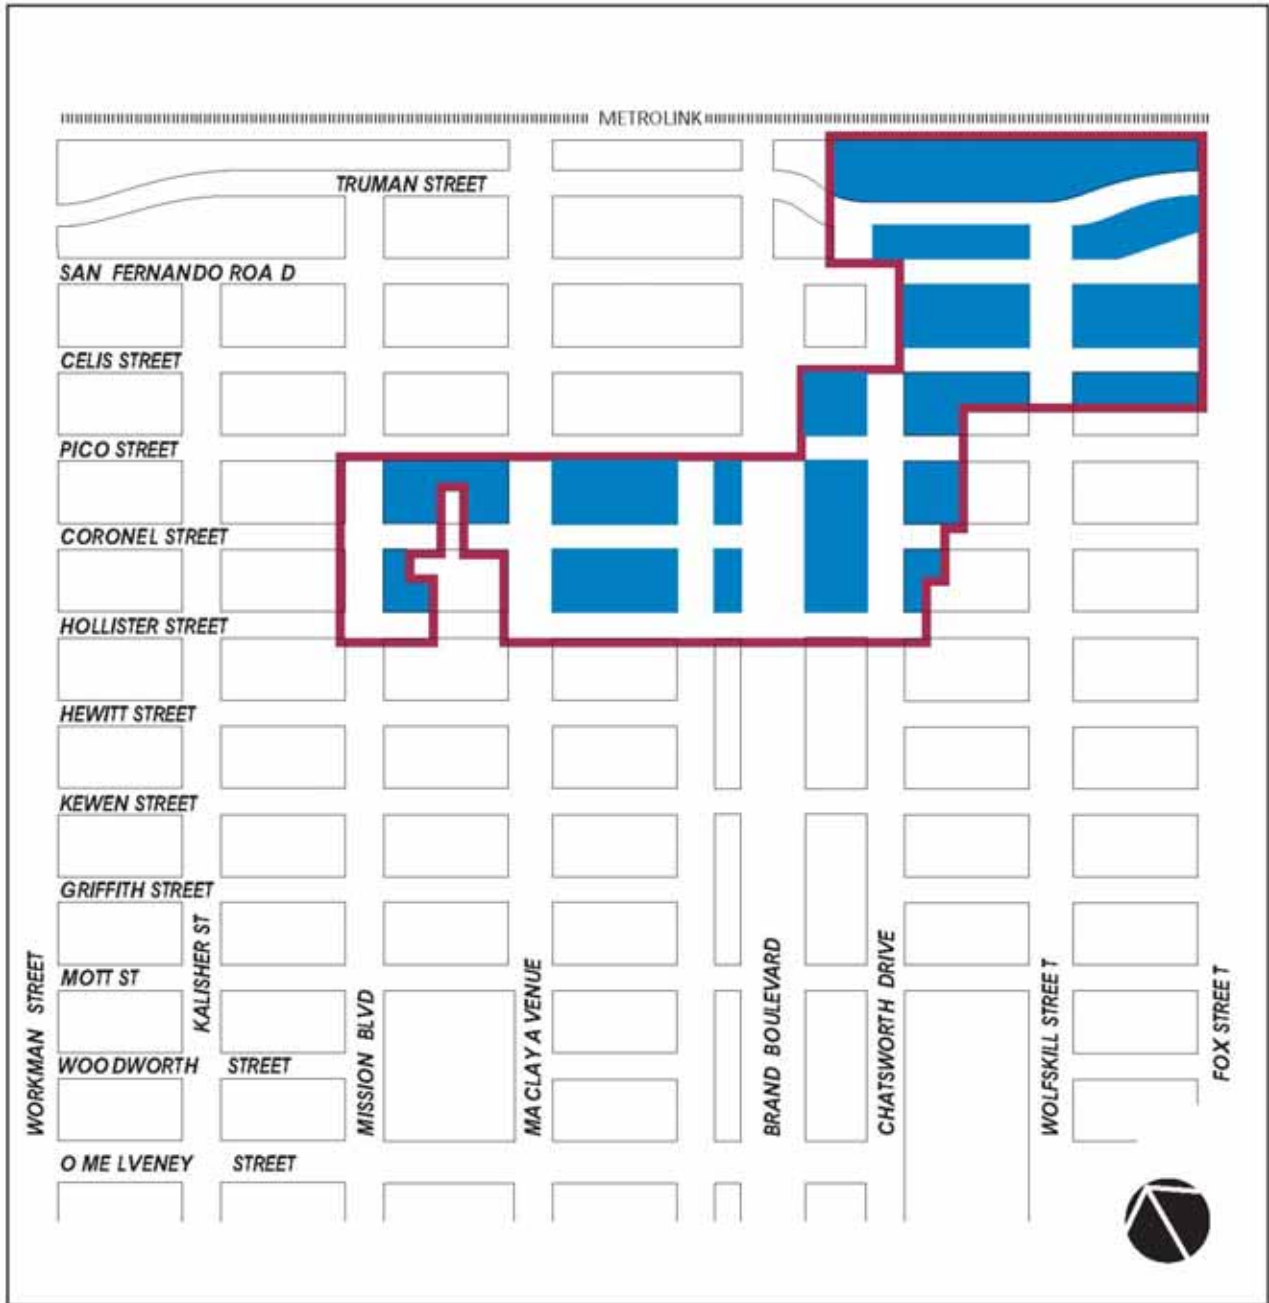 METROLINK
TRUMAN STREET
SAN FERNANDO ROA D
CELIS STREET
PICO STREET
CORONEL STREET
HOLLISTER STREET
HEWITT STREET
KEWEN STREET
GRIFFITH STREET
MOTT ST
WOO DWORTH STREET
O ME LVENEY STREET
WORKMAN STREET
KALISHER ST
MISSION BLVD
MACLAY A VENUE
BRAND BOULEVARD
CHATSWORTH DRIVE
WOLFSKILL STREE T
FOX STREE T